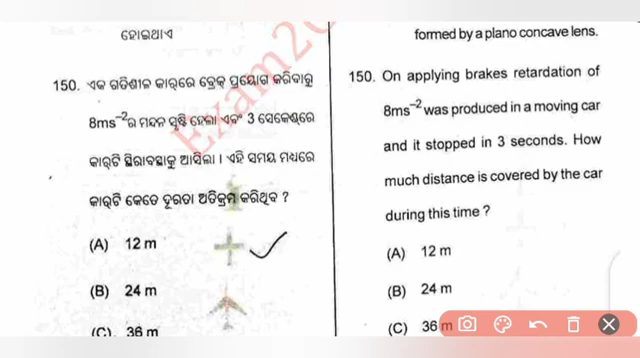 ହୋଇଥାଏ
150. ଏକ ଗତିଶୀଳ କାର୍‌ରେ ବ୍ରେକ୍ ପ୍ରୟୋଗ କରିବାରୁ
8ms⁻²ର ମନ୍ଦନ ସୃଷ୍ଟି ହେଲା ଏବଂ 3 ସେକେଣ୍ଡରେ
କାର୍‌ଟି ସ୍ଥିରାବସ୍ଥାକୁ ଆସିଲା । ଏହି ସମୟ ମଧ୍ୟରେ
କାର୍‌ଟି କେତେ ଦୂରତା ଅତିକ୍ରମ କରିଥିବ ?
(A) 12 m
(B) 24 m
(C) 36 m
formed by a plano concave lens.
150. On applying brakes retardation of
8ms⁻² was produced in a moving car
and it stopped in 3 seconds. How
much distance is covered by the car
during this time ?
(A) 12 m
(B) 24 m
(C) 36 m